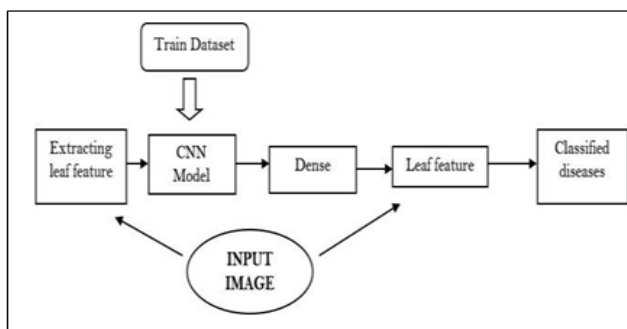 Train Dataset
Extracting
leaf feature
CNN
Model
Dense
Leaf feature
Classified
diseases
INPUT
IMAGE